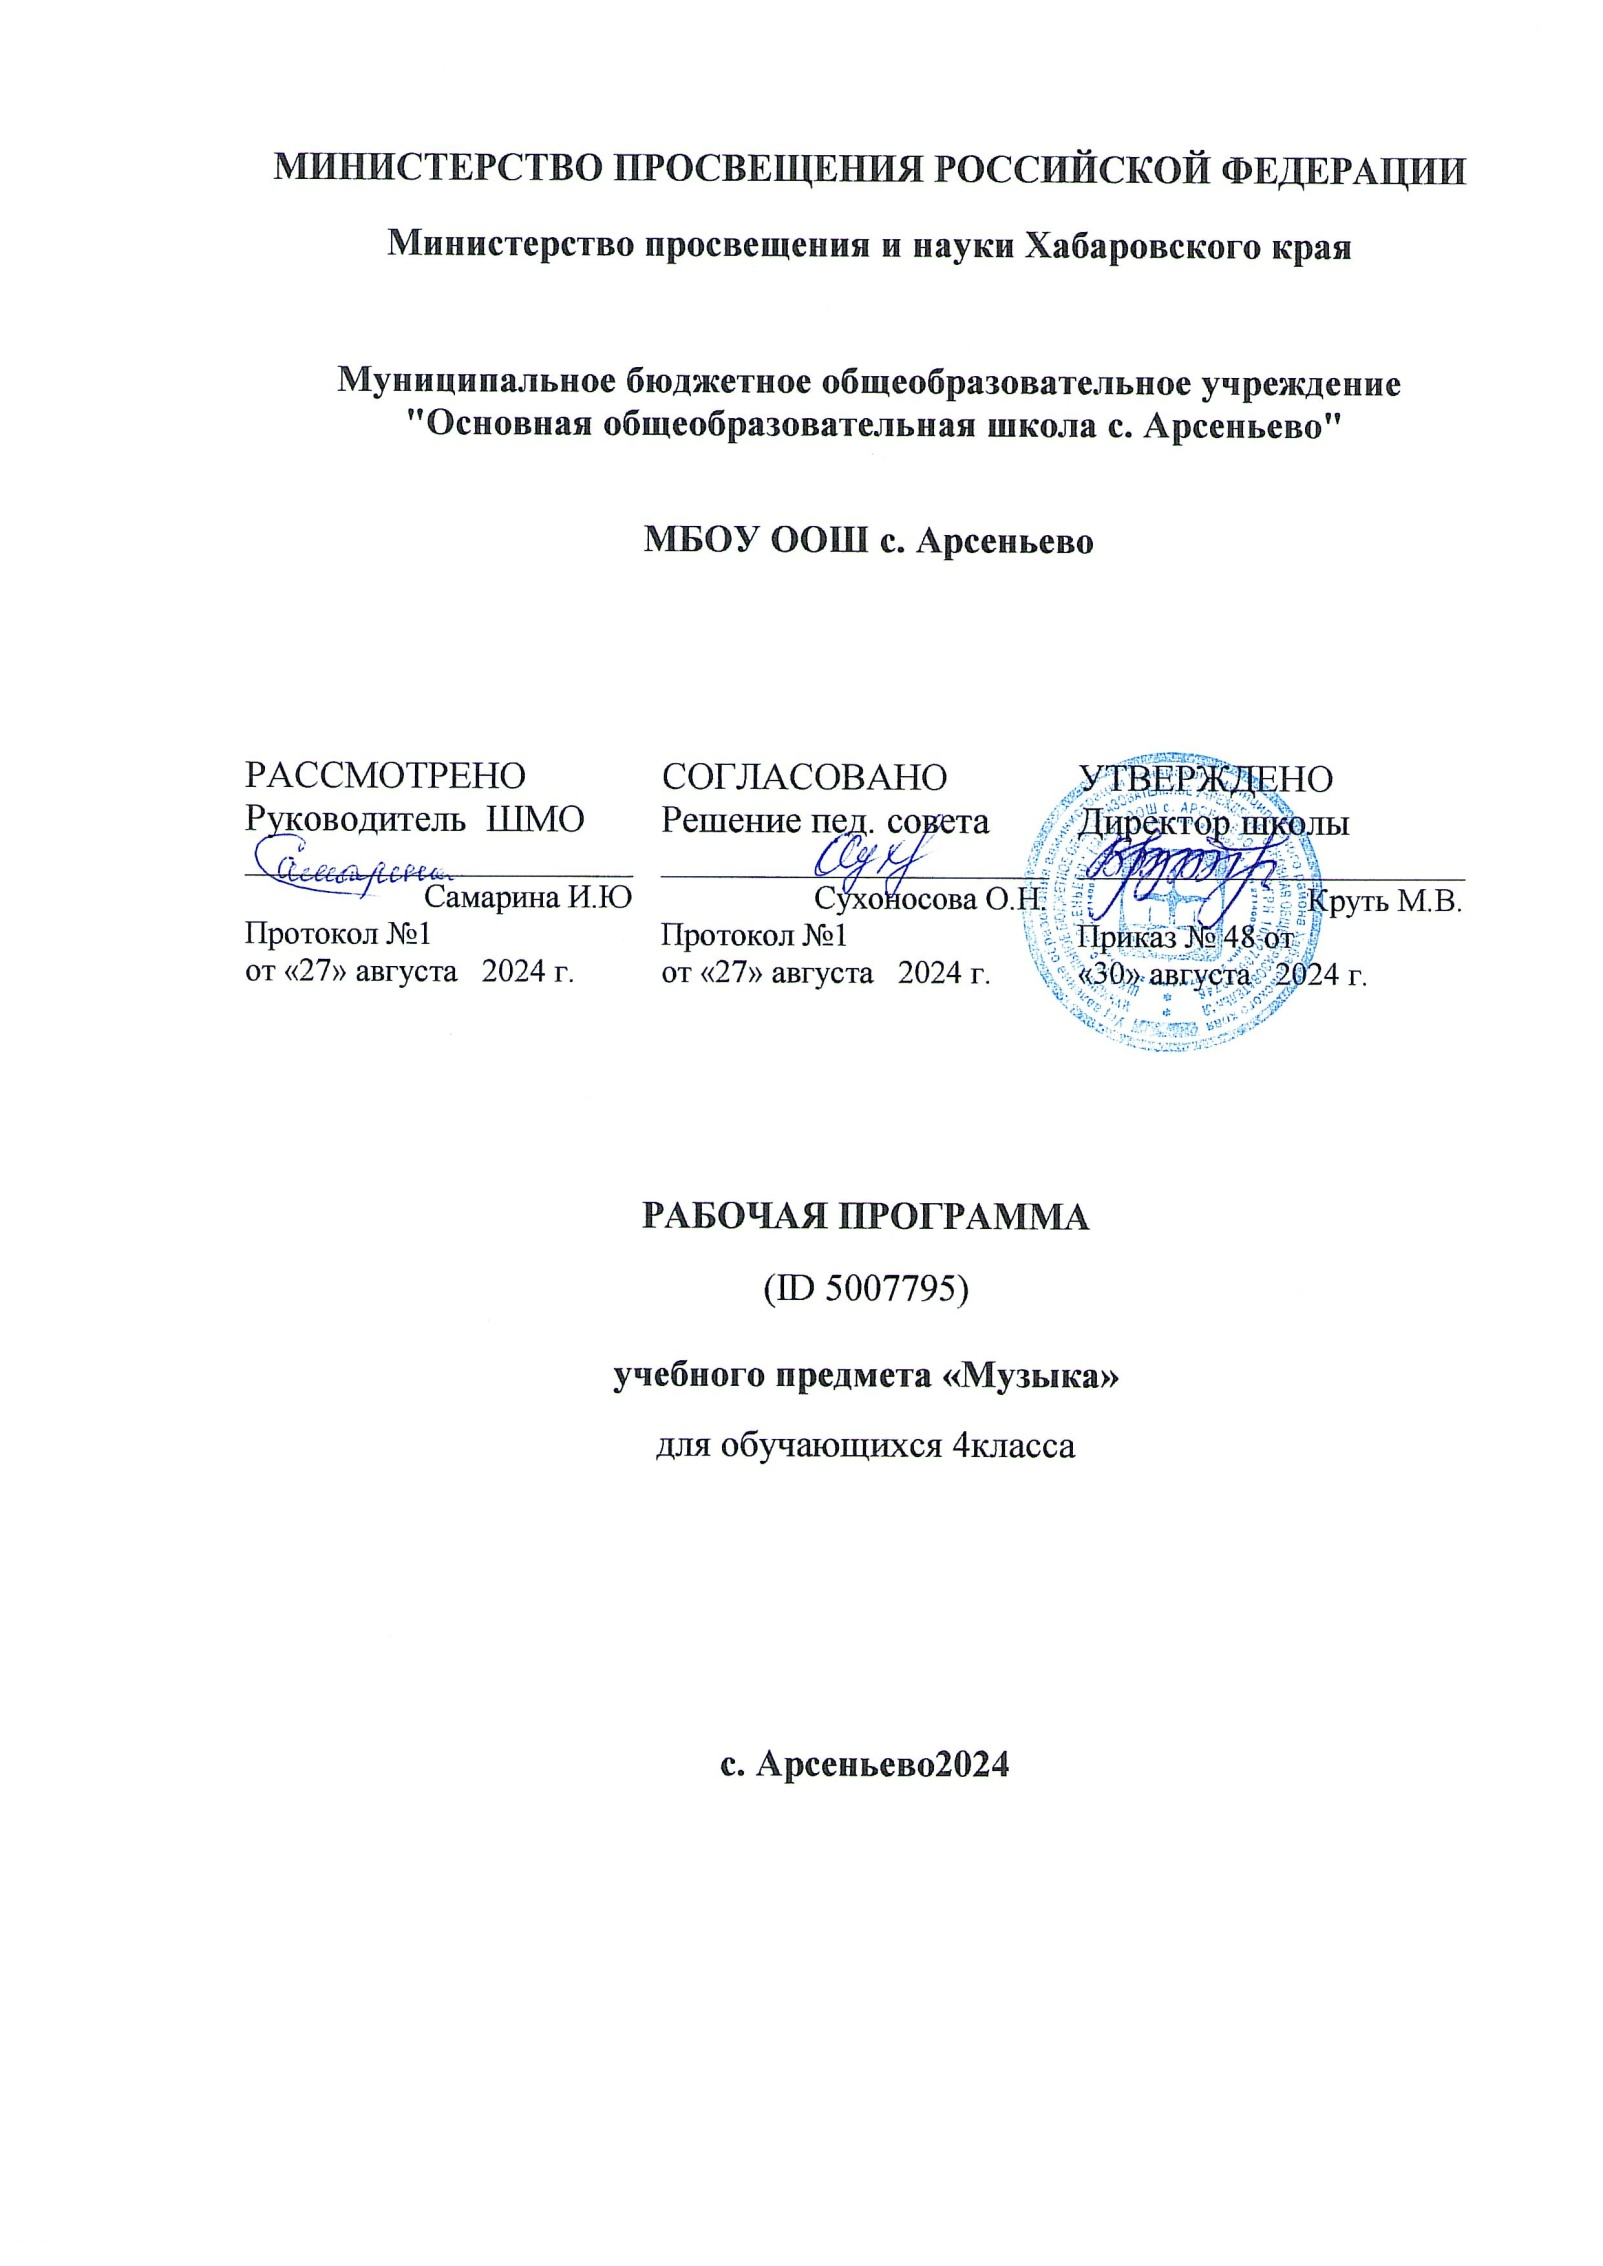 МИНИСТЕРСТВО ПРОСВЕЩЕНИЯ РОССИЙСКОЙ ФЕДЕРАЦИИ
Министерство просвещения и науки Хабаровского края
Муниципальное бюджетное общеобразовательное учреждение
"Основная общеобразовательная школа с. Арсеньево"
МБОУ ООШ с. Арсеньево
РАССМОТРЕНО
Руководитель ШМО
Самарина И.Ю
Протокол №1
от «27» августа 2024 г.
СОГЛАСОВАНО
Решение пед. совета
Сухоносова О.Н.
Протокол №1
от «27» августа 2024 г.
УТВЕРЖДЕНО
Директор школы
Круть М.В.
Приказ № 48 от
«30» августа 2024 г.
РАБОЧАЯ ПРОГРАММА
(ID 5007795)
учебного предмета «Музыка»
для обучающихся 4класса
с. Арсеньево2024